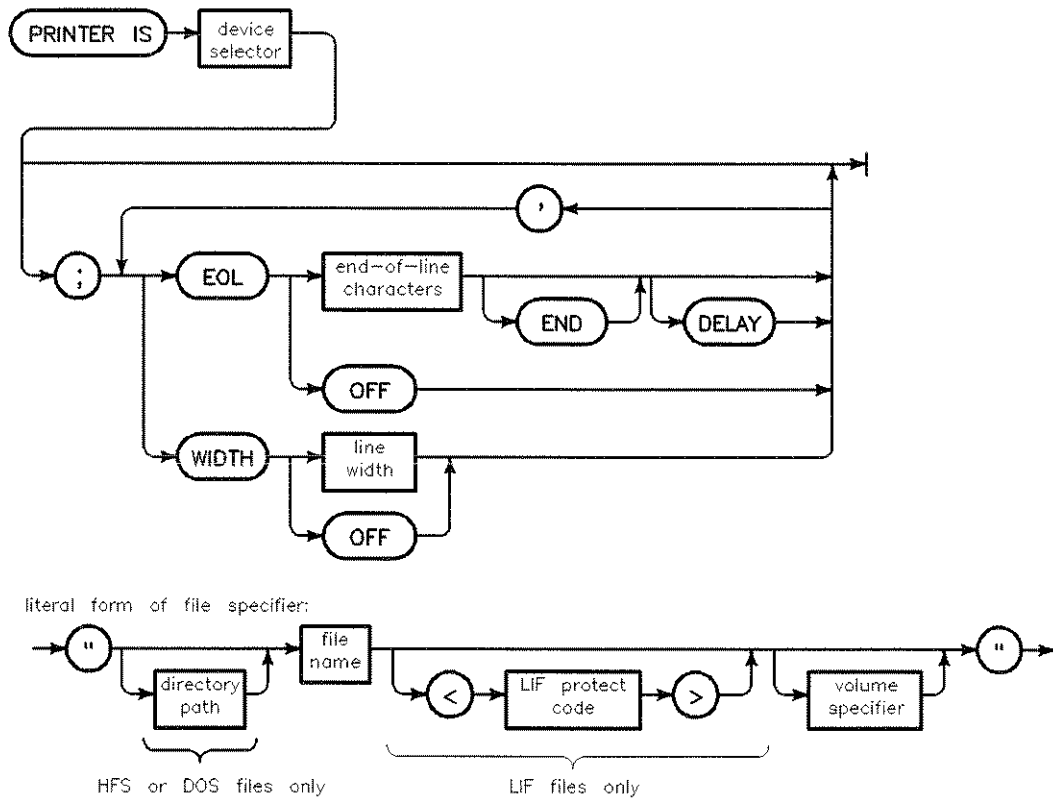 PRINTER IS
device
selector
,
;
EOL
end-of-line
characters
END
DELAY
OFF
WIDTH
line
width
OFF
literal form of file specifier:
"
directory
path
file
name
<
LIF protect
code
>
volume
specifier
"
HFS or DOS files only
LIF files only